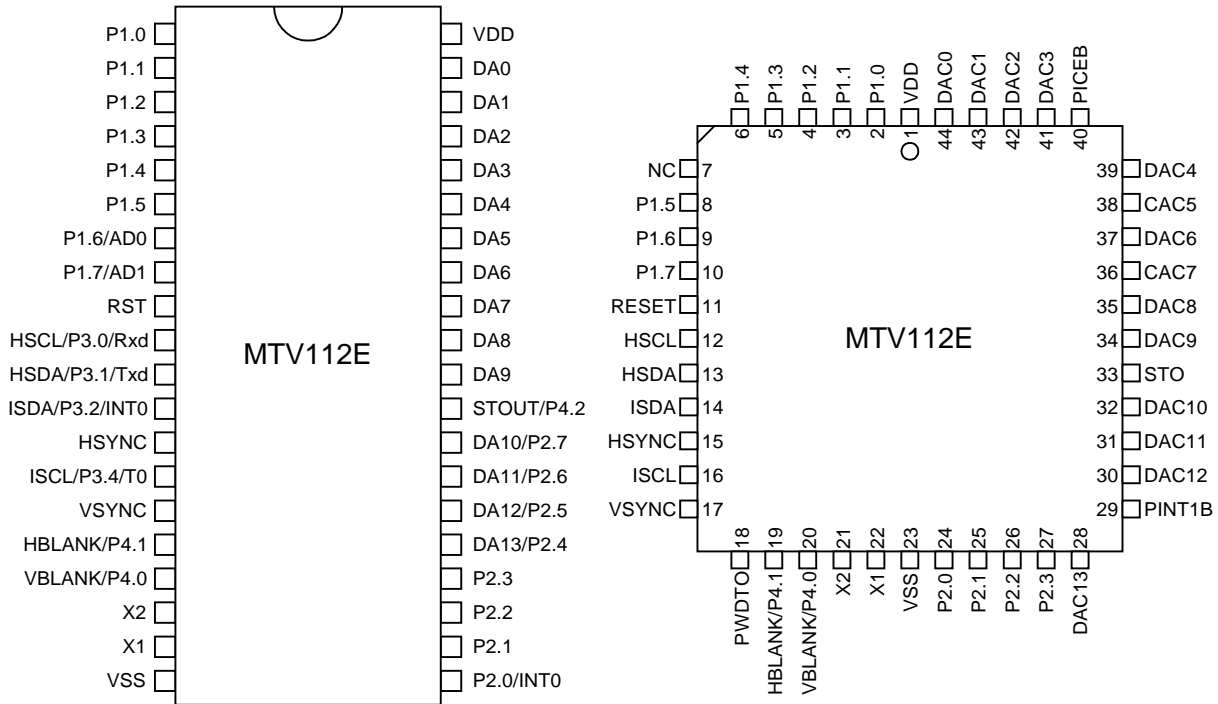 P1.0
P1.1
P1.2
P1.3
P1.4
P1.5
P1.6/AD0
P1.7/AD1
RST
HSCL/P3.0/Rxd
HSDA/P3.1/Txd
ISDA/P3.2/INT0
HSYNC
ISCL/P3.4/T0
VSYNC
HBLANK/P4.1
VBLANK/P4.0
X2
X1
VSS
MTV112E
VDD
DA0
DA1
DA2
DA3
DA4
DA5
DA6
DA7
DA8
DA9
STOUT/P4.2
DA10/P2.7
DA11/P2.6
DA12/P2.5
DA13/P2.4
P2.3
P2.2
P2.1
P2.0/INT0
P1.4
P1.3
P1.2
P1.1
P1.0
VDD
DAC0
DAC1
DAC2
DAC3
PICEB
6
5
4
3
2
1
44
43
42
41
40
NC 7
P1.5 8
P1.6 9
P1.7 10
RESET 11
HSCL 12
HSDA 13
ISDA 14
HSYNC 15
ISCL 16
VSYNC 17
MTV112E
39 DAC4
38 CAC5
37 DAC6
36 CAC7
35 DAC8
34 DAC9
33 STO
32 DAC10
31 DAC11
30 DAC12
29 PINT1B
18
19
20
21
22
23
24
25
26
27
28
PWDTO
HBLANK/P4.1
VBLANK/P4.0
X2
X1
VSS
P2.0
P2.1
P2.2
P2.3
DAC13